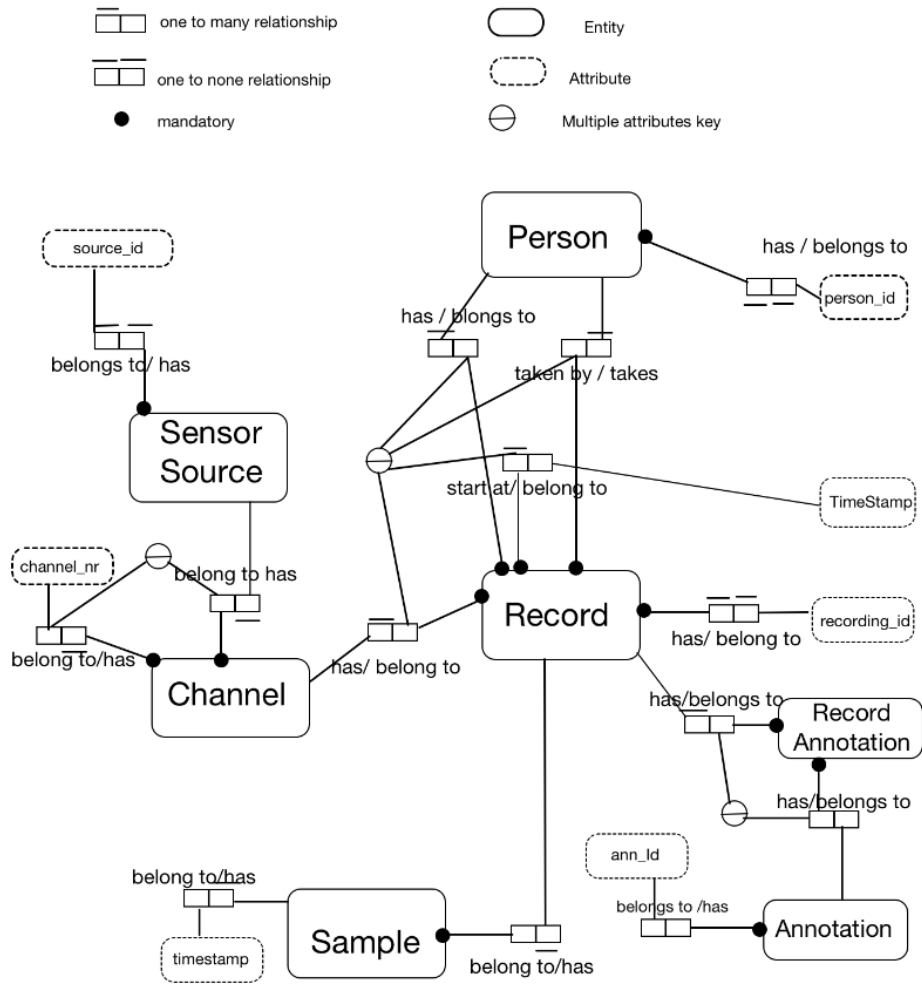 one to many relationship
Entity
one to none relationship
Attribute
mandatory
Multiple attributes key
source_id
Person
has / belongs to
person_id
has / blongs to
belongs to/ has
taken by / takes
Sensor
Source
start at/ belong to
TimeStamp
channel_nr
belong to has
Record
recording_id
belong to/has
has/ belong to
has/ belong to
Channel
has/belongs to
Record
Annotation
has/belongs to
ann_Id
belong to/has
belongs to /has
Annotation
Sample
timestamp
belong to/has